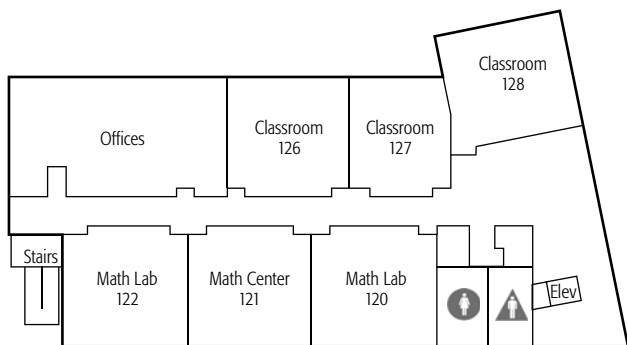 Classroom
128
Offices
Classroom
126
Classroom
127
Stairs
Math Lab
122
Math Center
121
Math Lab
120
Elev